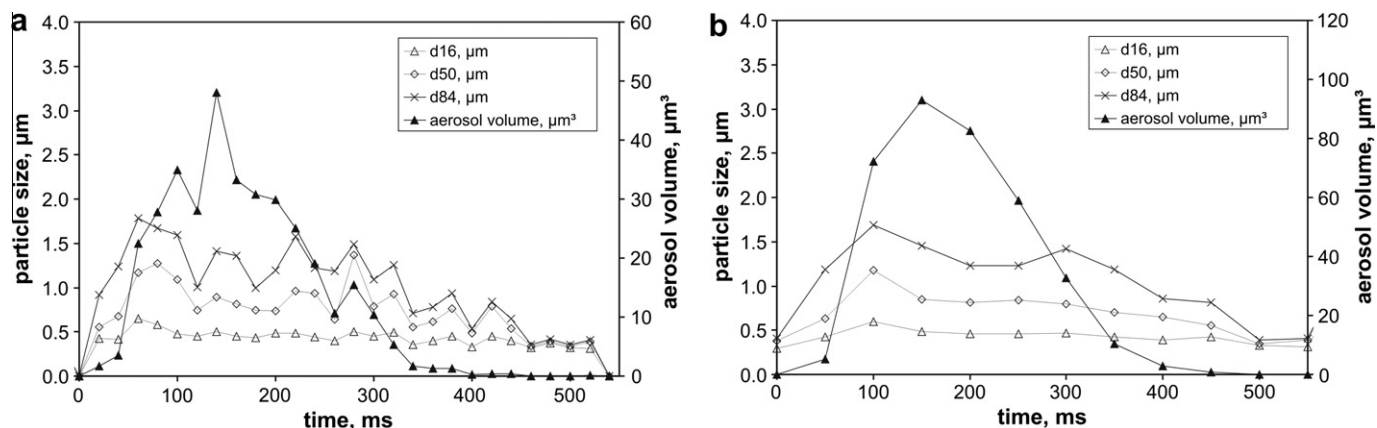 a
4.0
3.5
3.0
2.5
2.0
1.5
1.0
0.5
0.0
particle size, µm
60
50
40
30
20
10
0
aerosol volume, µm³
d16, µm
d50, µm
d84, µm
aerosol volume, µm³
0 100 200 300 400 500
time, ms
b
4.0
3.5
3.0
2.5
2.0
1.5
1.0
0.5
0.0
particle size, µm
120
100
80
60
40
20
0
aerosol volume, µm³
d16, µm
d50, µm
d84, µm
aerosol volume, µm³
0 100 200 300 400 500
time, ms